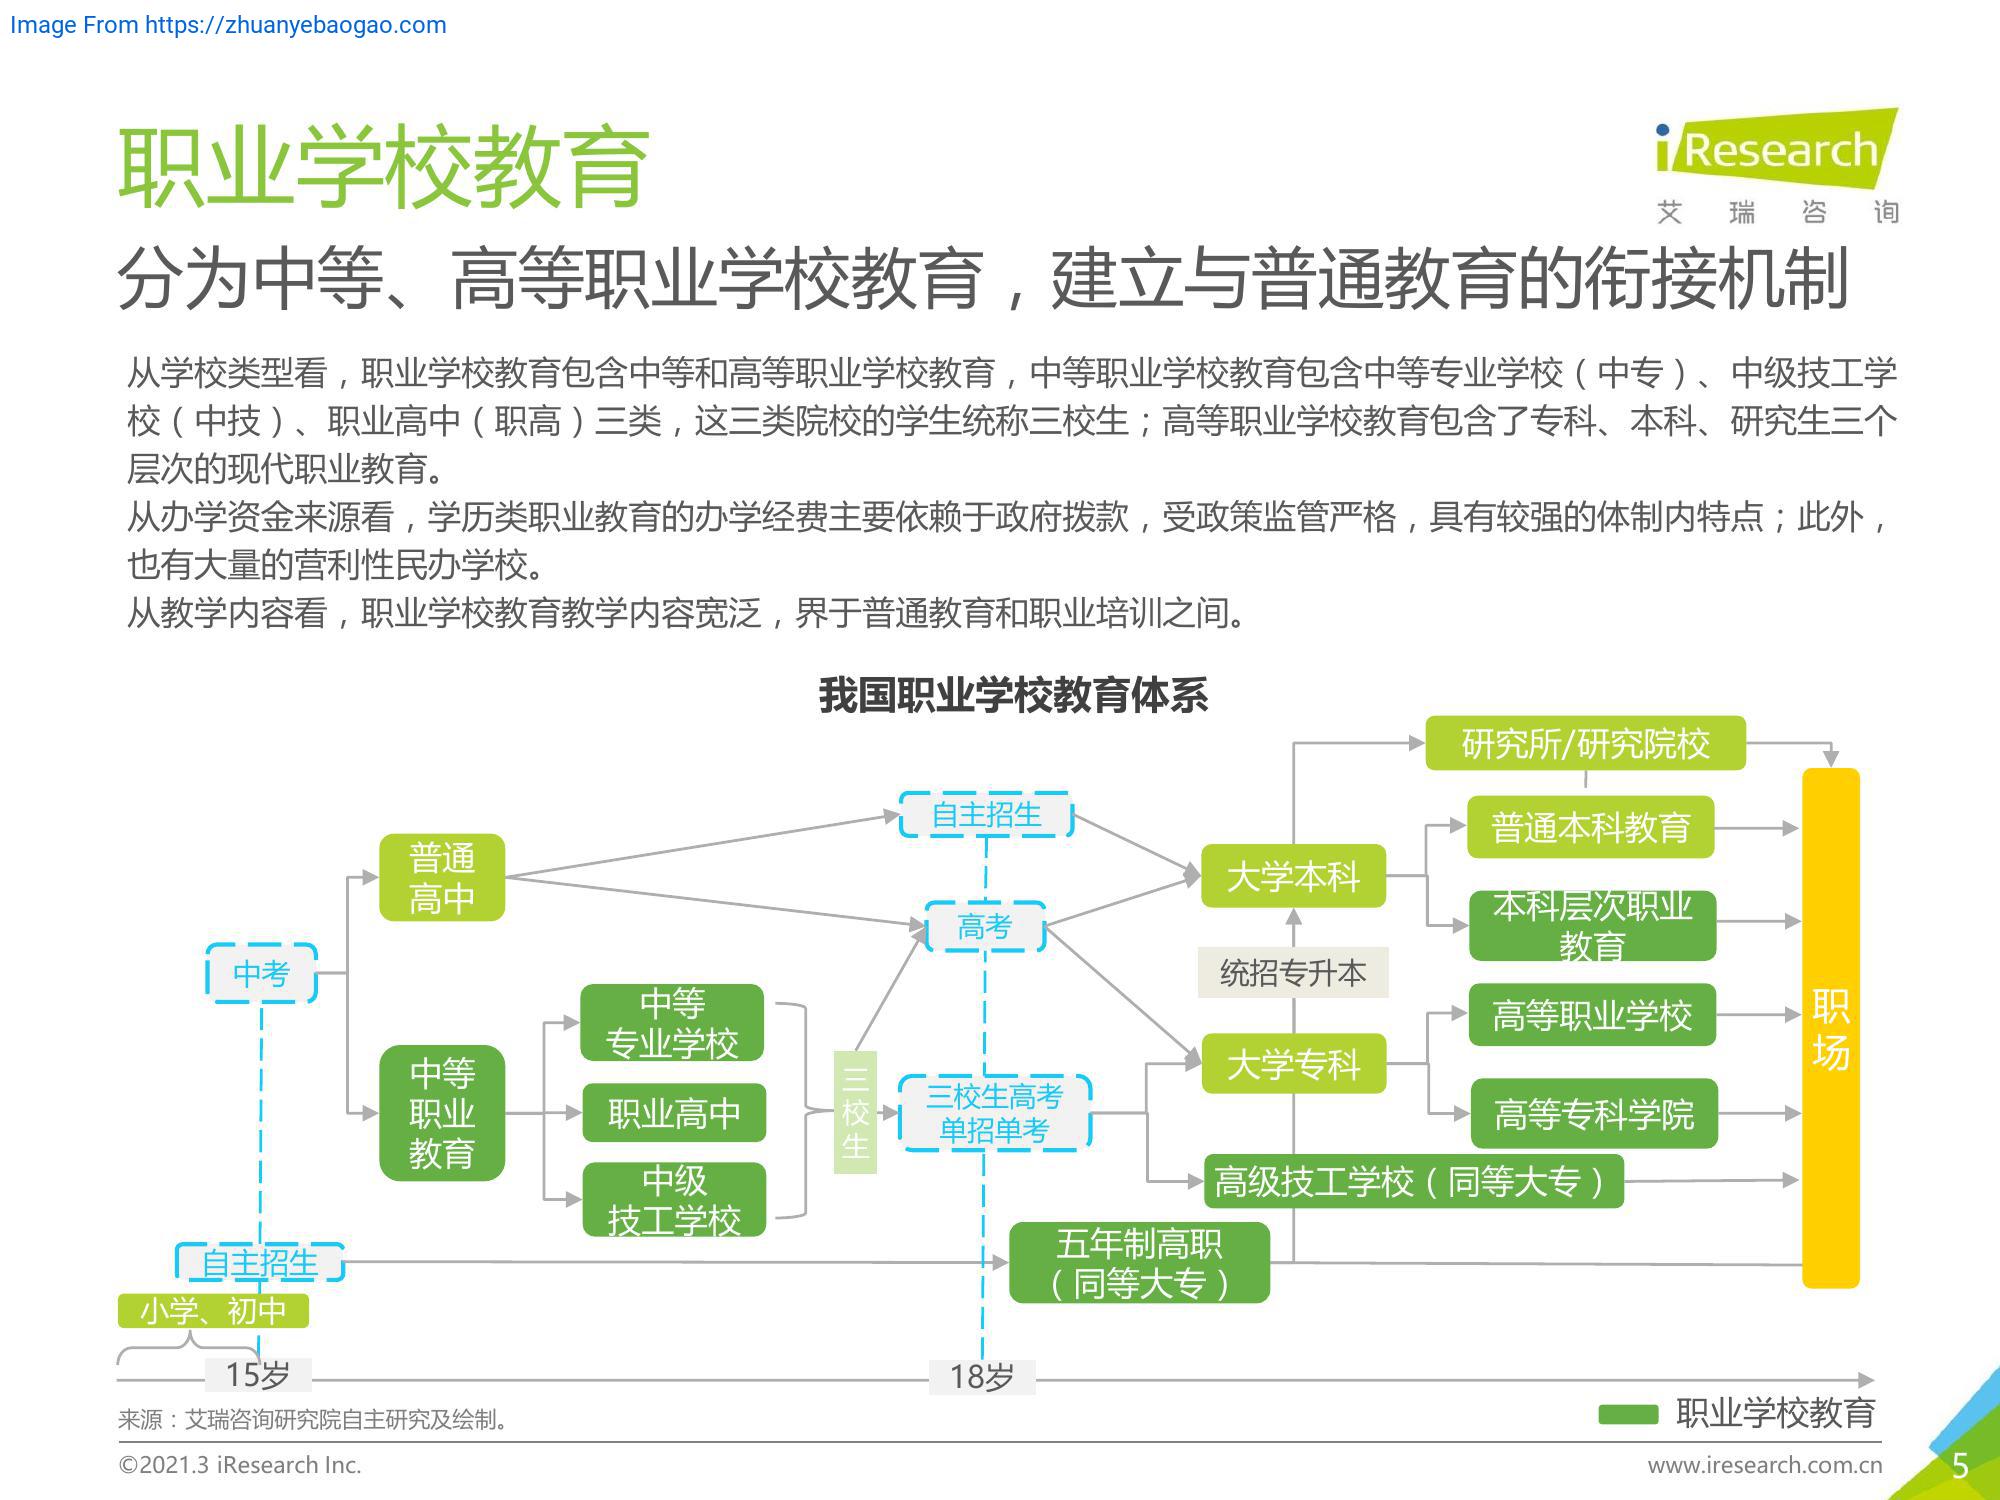 Image From https://zhuanyebaogao.com
职业学校教育
iResearch
艾瑞咨询
分为中等、高等职业学校教育，建立与普通教育的衔接机制
从学校类型看，职业学校教育包含中等和高等职业学校教育，中等职业学校教育包含中等专业学校（中专）、中级技工学
校（中技）、职业高中（职高）三类，这三类院校的学生统称三校生；高等职业学校教育包含了专科、本科、研究生三个
层次的现代职业教育。
从办学资金来源看，学历类职业教育的办学经费主要依赖于政府拨款，受政策监管严格，具有较强的体制内特点；此外，
也有大量的营利性民办学校。
从教学内容看，职业学校教育教学内容宽泛，界于普通教育和职业培训之间。
我国职业学校教育体系
研究所/研究院校
自主招生
普通本科教育
普通
高中
大学本科
高考
本科层次职业
教育
中考
统招专升本
中等
专业学校
高等职业学校
职场
中等
职业
教育
职业高中
三校生
三校生高考
单招单考
大学专科
高等专科学院
中级
技工学校
高级技工学校（同等大专）
自主招生
五年制高职
（同等大专）
小学、初中
15岁
18岁
来源：艾瑞咨询研究院自主研究及绘制。
职业学校教育
©2021.3 iResearch Inc.
www.iresearch.com.cn
5